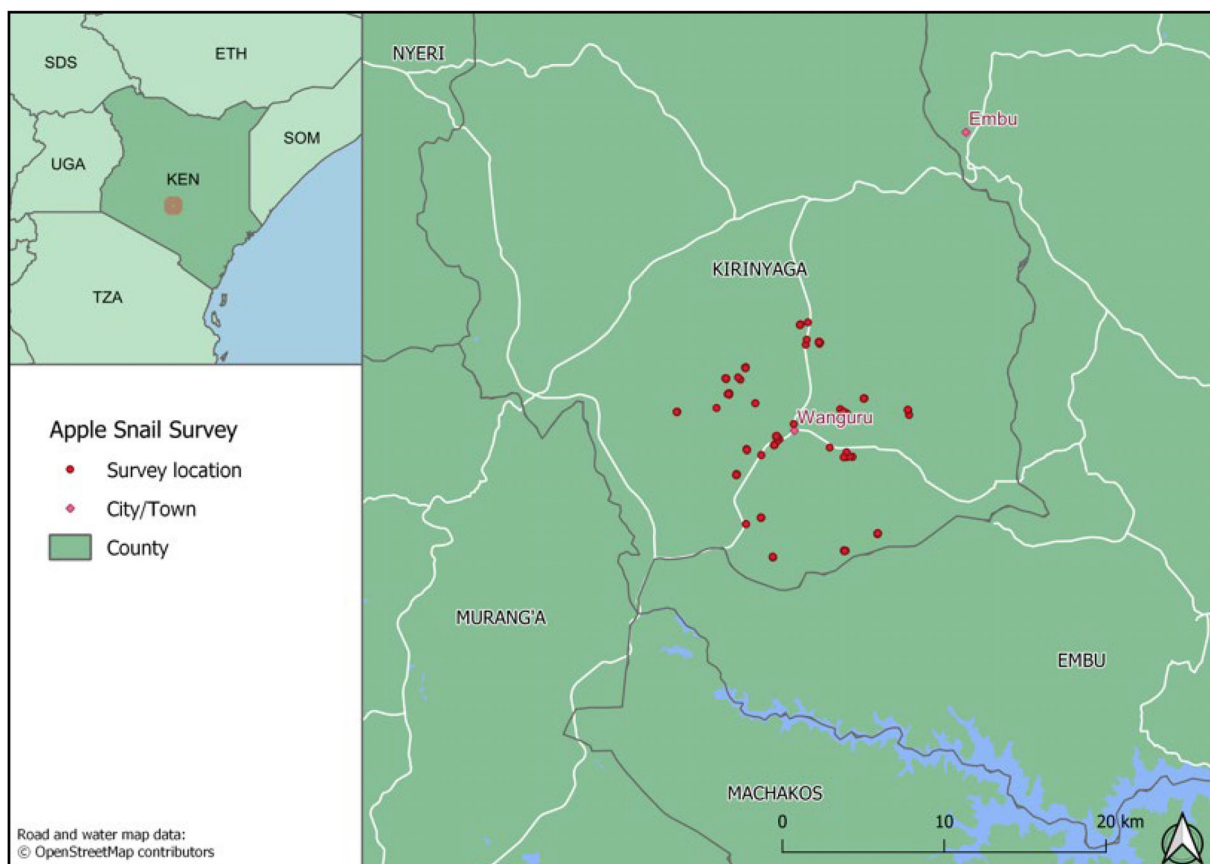 SDS
ETH
UGA
SOM
KEN
TZA
Apple Snail Survey
Survey location
City/Town
County
Road and water map data:
© OpenStreetMap contributors
NYERI
Embu
KIRINYAGA
Wanguru
MURANG'A
EMBU
MACHAKOS
0 10 20 km